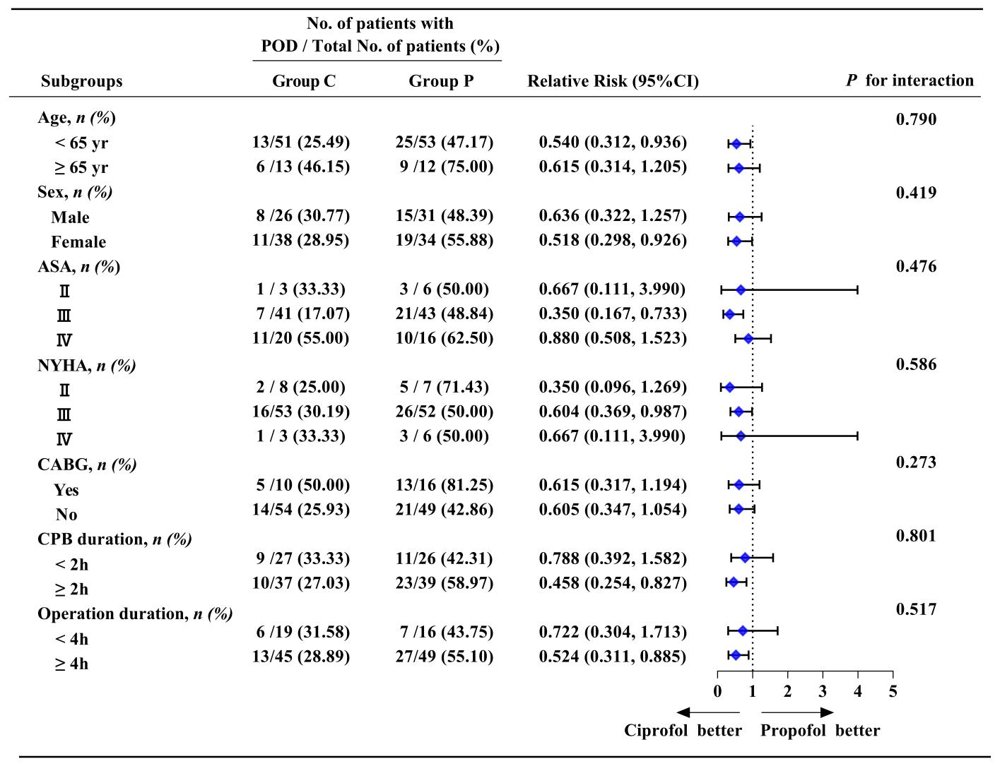 No. of patients with
POD / Total No. of patients (%)
Subgroups Group C Group P Relative Risk (95%CI) P for interaction
Age, n (%) 0.790
< 65 yr 13/51 (25.49) 25/53 (47.17) 0.540 (0.312, 0.936)
≥ 65 yr 6 /13 (46.15) 9 /12 (75.00) 0.615 (0.314, 1.205)
Sex, n (%) 0.419
Male 8 /26 (30.77) 15/31 (48.39) 0.636 (0.322, 1.257)
Female 11/38 (28.95) 19/34 (55.88) 0.518 (0.298, 0.926)
ASA, n (%) 0.476
Ⅱ 1 / 3 (33.33) 3 / 6 (50.00) 0.667 (0.111, 3.990)
Ⅲ 7 /41 (17.07) 21/43 (48.84) 0.350 (0.167, 0.733)
Ⅳ 11/20 (55.00) 10/16 (62.50) 0.880 (0.508, 1.523)
NYHA, n (%) 0.586
Ⅱ 2 / 8 (25.00) 5 / 7 (71.43) 0.350 (0.096, 1.269)
Ⅲ 16/53 (30.19) 26/52 (50.00) 0.604 (0.369, 0.987)
Ⅳ 1 / 3 (33.33) 3 / 6 (50.00) 0.667 (0.111, 3.990)
CABG, n (%) 0.273
Yes 5 /10 (50.00) 13/16 (81.25) 0.615 (0.317, 1.194)
No 14/54 (25.93) 21/49 (42.86) 0.605 (0.347, 1.054)
CPB duration, n (%) 0.801
< 2h 9 /27 (33.33) 11/26 (42.31) 0.788 (0.392, 1.582)
≥ 2h 10/37 (27.03) 23/39 (58.97) 0.458 (0.254, 0.827)
Operation duration, n (%) 0.517
< 4h 6 /19 (31.58) 7 /16 (43.75) 0.722 (0.304, 1.713)
≥ 4h 13/45 (28.89) 27/49 (55.10) 0.524 (0.311, 0.885)
0 1 2 3 4 5
Ciprofol better Propofol better